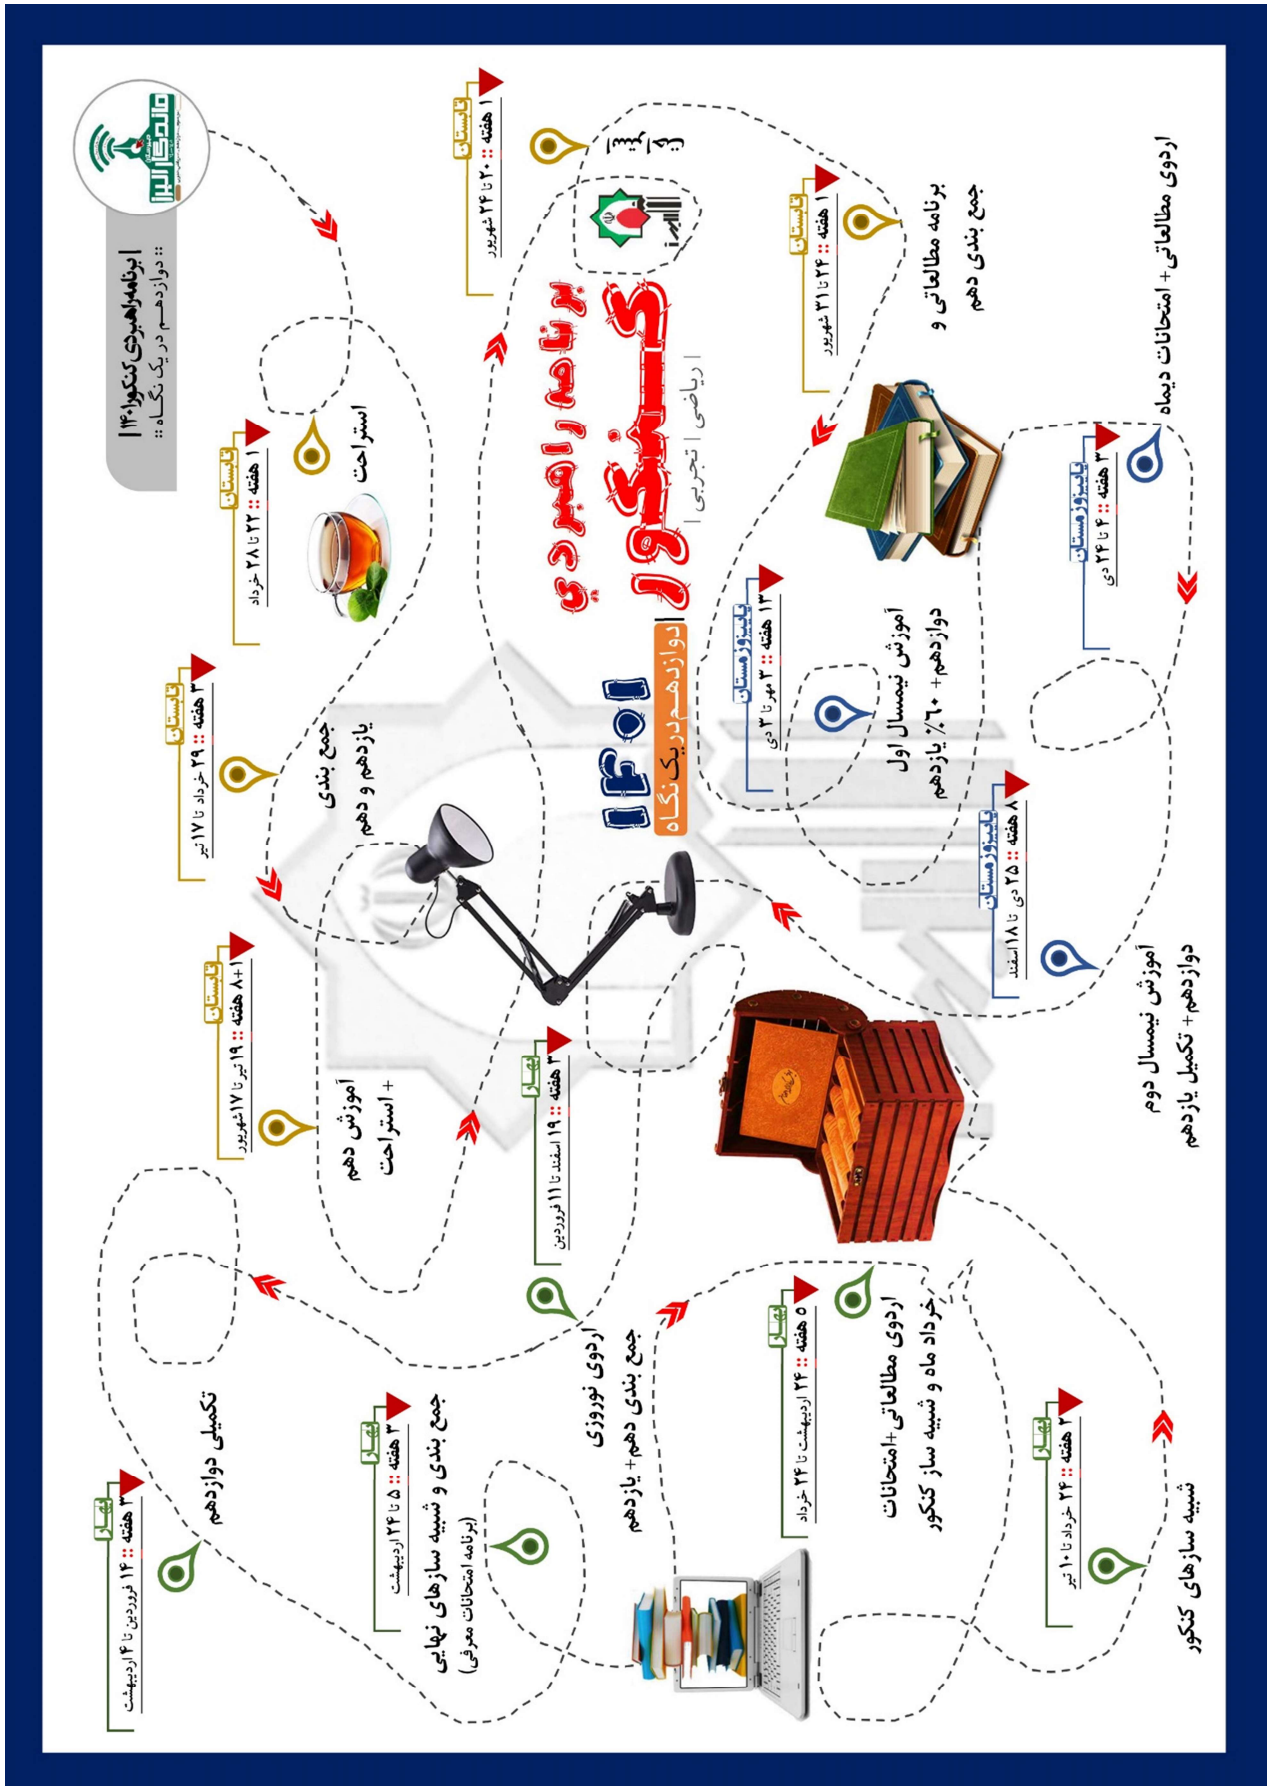 ماندگار البرز
| برنامه راهبردی کنکور ۱۴۰۱ |
:: دوازدهــم در یک نگــاه ::
برنامه راهبردی
کنکور
| ریاضی | تجربی |
۱۴۰۱
دوازدهم در یک نگاه
البرز
تابستان
۱ هفته :: ۲۲ تا ۲۸ خرداد
استراحت
تابستان
۳ هفته :: ۲۹ خرداد تا ۱۷ تیر
جمع بندی
یازدهم و دهم
تابستان
۸+۱ هفته :: ۱۹ تیر تا ۱۷ شهریور
آموزش دهم
+ استراحت
تابستان
۱ هفته :: ۲۰ تا ۲۴ شهریور
استراحت
تابستان
۱ هفته :: ۲۴ تا ۳۱ شهریور
برنامه مطالعاتی و
جمع بندی دهم
پاییز و زمستان
۱۳ هفته :: ۳ مهر تا ۳ دی
آموزش نیمسال اول
دوازدهم + ۶۰٪ یازدهم
پاییز و زمستان
۳ هفته :: ۴ تا ۲۴ دی
اردوی مطالعاتی + امتحانات دیماه
پاییز و زمستان
۸ هفته :: ۲۵ دی تا ۱۸ اسفند
آموزش نیمسال دوم
دوازدهم + تکمیل یازدهم
بهار
۳ هفته :: ۱۹ اسفند تا ۱۱ فروردین
اردوی نوروزی
جمع بندی دهم + یازدهم
بهار
۳ هفته :: ۱۴ فروردین تا ۴ اردیبهشت
تکمیلی دوازدهم
بهار
۳ هفته :: ۵ تا ۲۴ اردیبهشت
جمع بندی و شبیه سازهای نهایی
(برنامه امتحانات معرفی)
بهار
۵ هفته :: ۲۴ اردیبهشت تا ۲۴ خرداد
اردوی مطالعاتی + امتحانات
خرداد ماه و شبیه ساز کنکور
بهار
۲ هفته :: ۲۴ خرداد تا ۱۰ تیر
شبیه سازهای کنکور